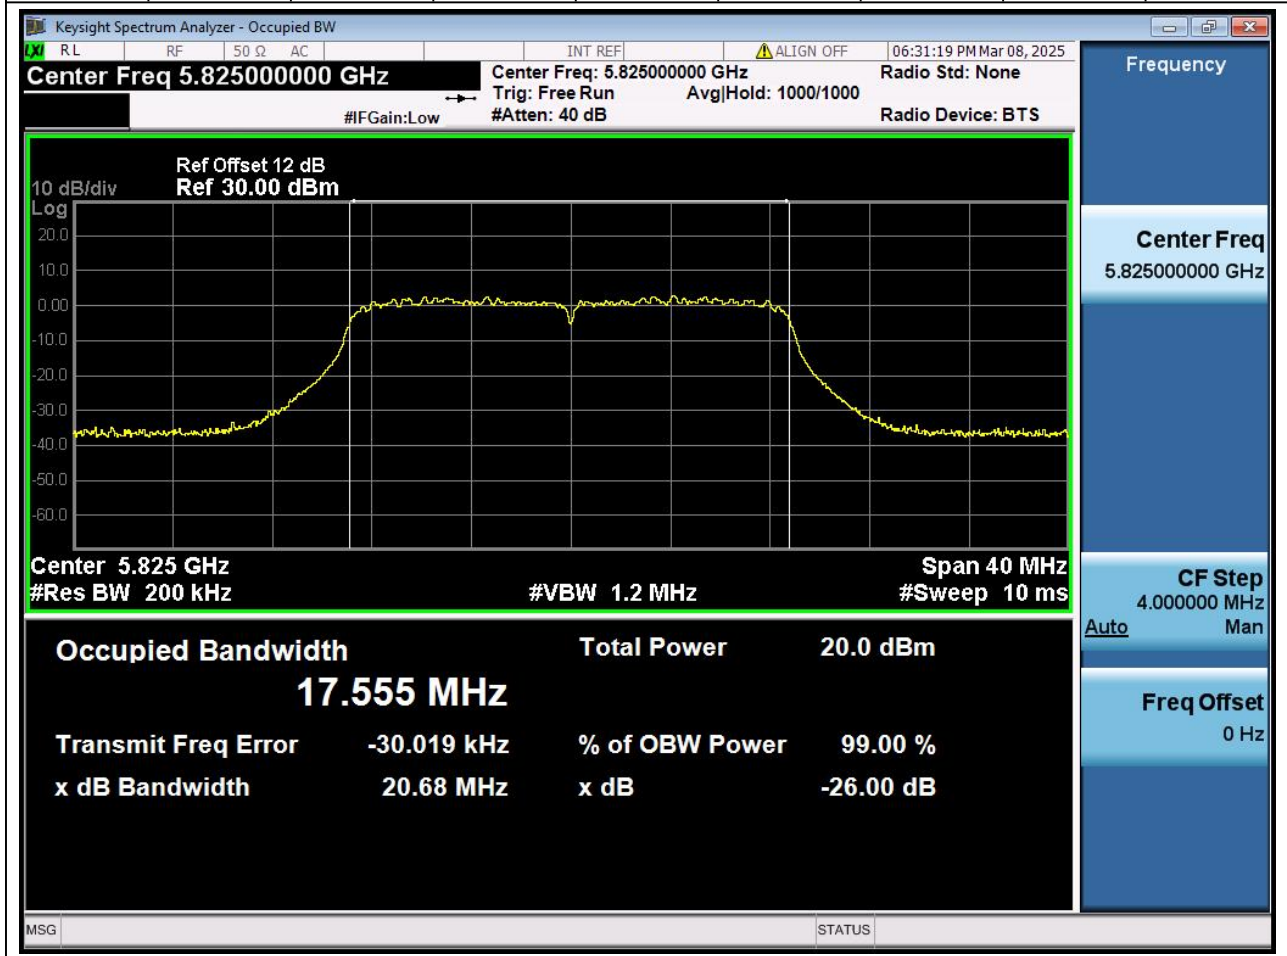 Keysight Spectrum Analyzer - Occupied BW
LXI RL RF 50 Ω AC INT REF ALIGN OFF 06:31:19 PM Mar 08, 2025
Center Freq 5.825000000 GHz
Center Freq: 5.825000000 GHz Radio Std: None
Trig: Free Run Avg|Hold: 1000/1000
#IFGain:Low #Atten: 40 dB Radio Device: BTS
Ref Offset 12 dB
10 dB/div Ref 30.00 dBm
Log
20.0
10.0
0.00
-10.0
-20.0
-30.0
-40.0
-50.0
-60.0
Center 5.825 GHz Span 40 MHz
#Res BW 200 kHz #VBW 1.2 MHz #Sweep 10 ms
Occupied Bandwidth Total Power 20.0 dBm
17.555 MHz
Transmit Freq Error -30.019 kHz % of OBW Power 99.00 %
x dB Bandwidth 20.68 MHz x dB -26.00 dB
MSG STATUS
Frequency
Center Freq
5.825000000 GHz
CF Step
4.000000 MHz
Auto Man
Freq Offset
0 Hz